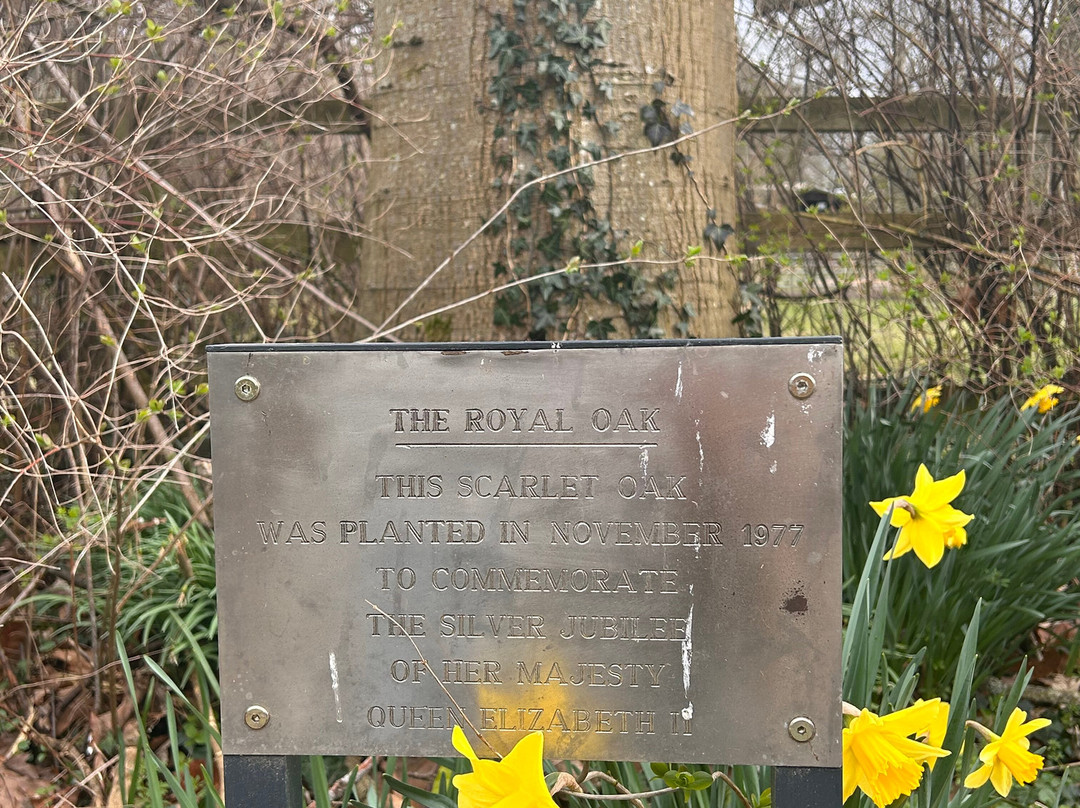 THE ROYAL OAK
THIS SCARLET OAK
WAS PLANTED IN NOVEMBER 1977
TO COMMEMORATE
THE SILVER JUBILEE
OF HER MAJESTY
QUEEN ELIZABETH II